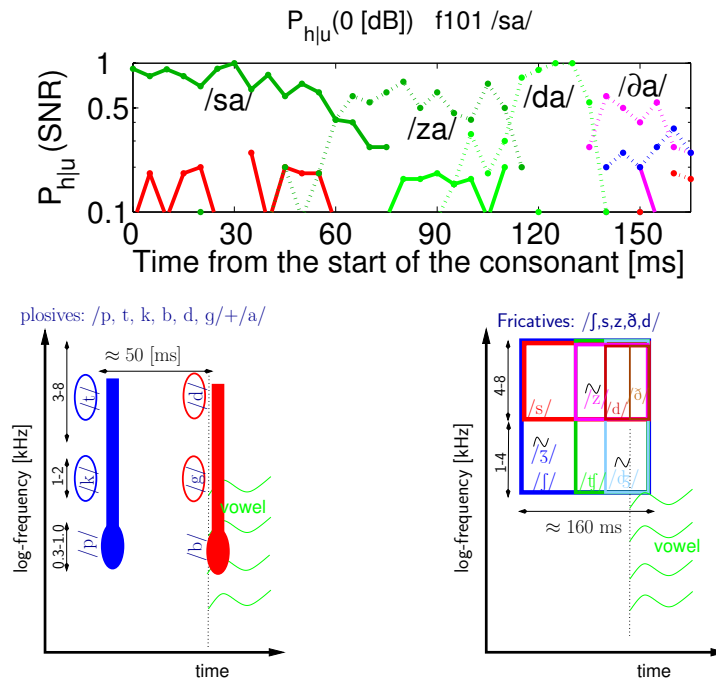 P_{h|u}(0 [dB]) f101 /sa/
P_{h|u} (SNR)
1
0.5
0.1
/sa/
/za/
/da/
/∂a/
0 30 60 90 120 150
Time from the start of the consonant [ms]
plosives: /p, t, k, b, d, g/+/a/
≈ 50 [ms]
log-frequency [kHz]
3-8
1-2
0.3-1.0
/t/
/k/
/p/
/d/
/g/
/b/
vowel
time
Fricatives: /ʃ,s,z,ð,d/
log-frequency [kHz]
4-8
1-4
/s/
/z/
/d/
/ð/
/ʒ/
/ʃ/
/tʃ/
/dʒ/
≈ 160 ms
vowel
time